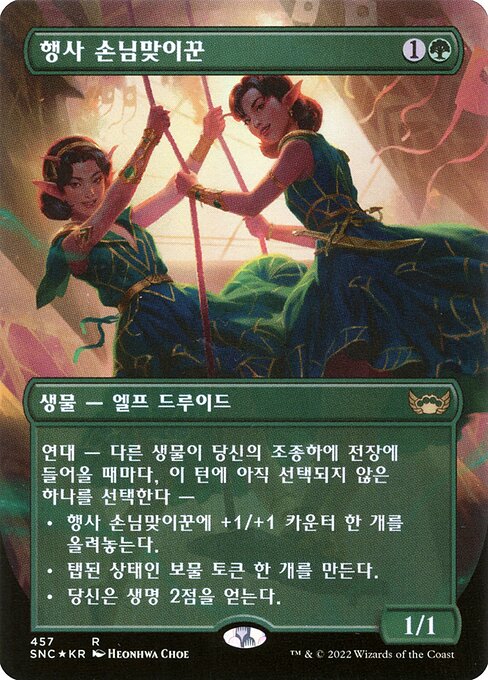 행사 손님맞이꾼
1
생물 — 엘프 드루이드
연대 — 다른 생물이 당신의 조종하에 전장에
들어올 때마다, 이 턴에 아직 선택되지 않은
하나를 선택한다 —
• 행사 손님맞이꾼에 +1/+1 카운터 한 개를
올려놓는다.
• 탭된 상태인 보물 토큰 한 개를 만든다.
• 당신은 생명 2점을 얻는다.
1/1
457 R
SNC★KR Heonhwa Choe
™ & © 2022 Wizards of the Coast